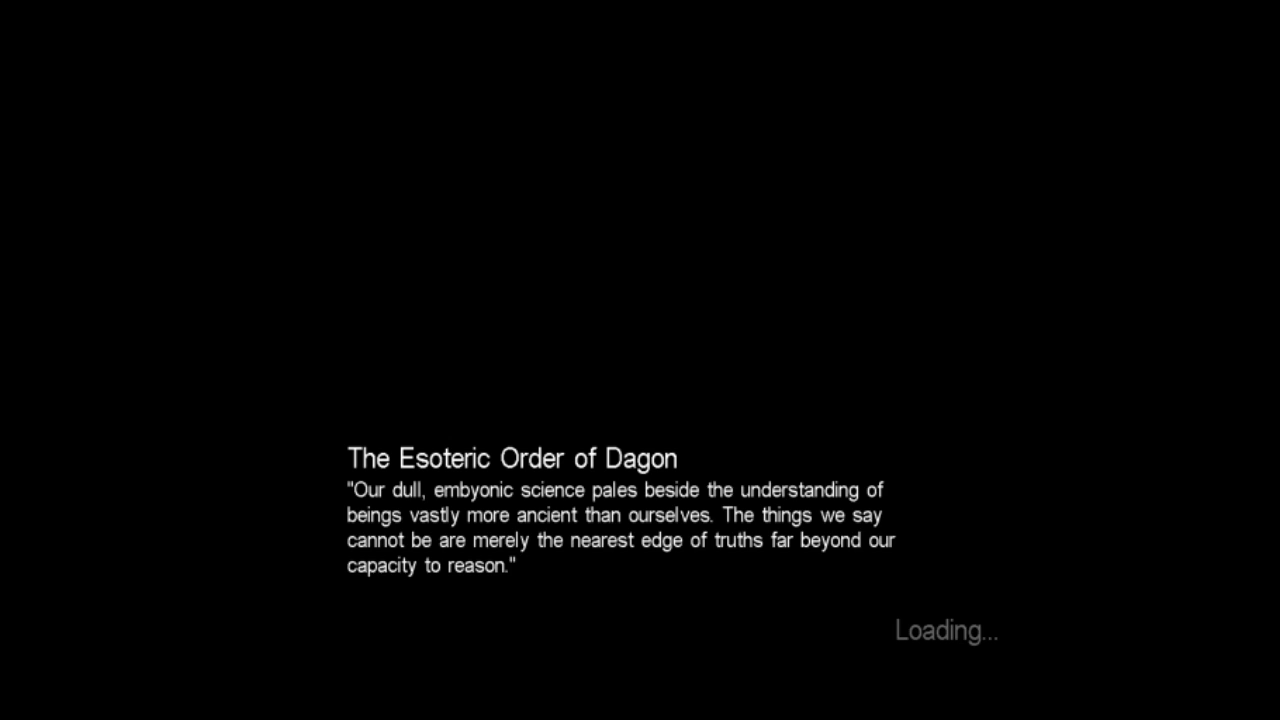 The Esoteric Order of Dagon
"Our dull, embyonic science pales beside the understanding of
beings vastly more ancient than ourselves. The things we say
cannot be are merely the nearest edge of truths far beyond our
capacity to reason."
Loading...